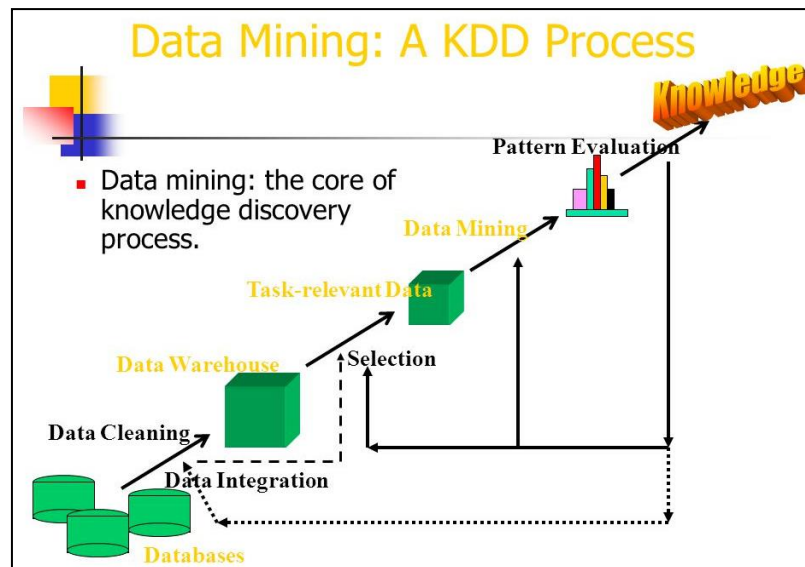 Data Mining: A KDD Process
Knowledge
Pattern Evaluation
Data mining: the core of
knowledge discovery
process.
Data Mining
Task-relevant Data
Data Warehouse
Selection
Data Cleaning
Data Integration
Databases